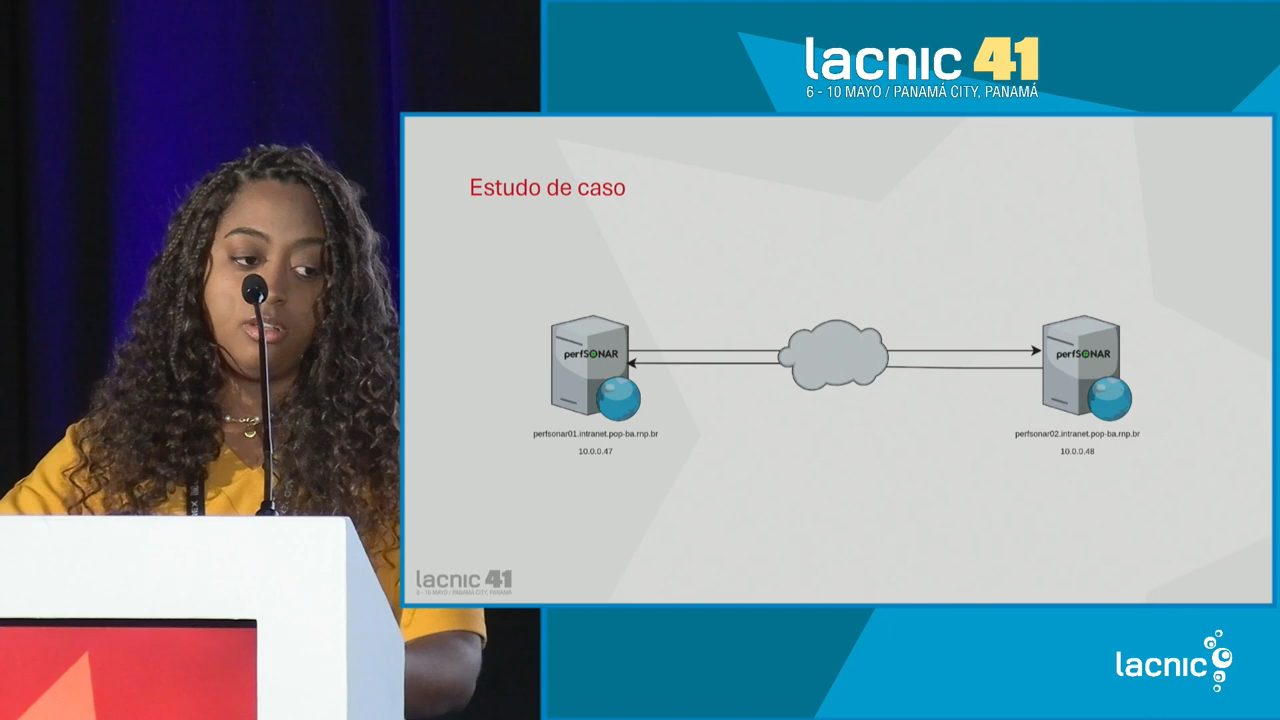 lacnic 41
6 - 10 MAYO / PANAMÁ CITY, PANAMÁ
Estudo de caso
perfSONAR
perfSONAR
perfsonar01.intranet.pop-ba.rnp.br
perfsonar02.intranet.pop-ba.rnp.br
10.0.0.47
10.0.0.48
lacnic 41
6 - 10 MAYO / PANAMÁ CITY, PANAMÁ
lacnic